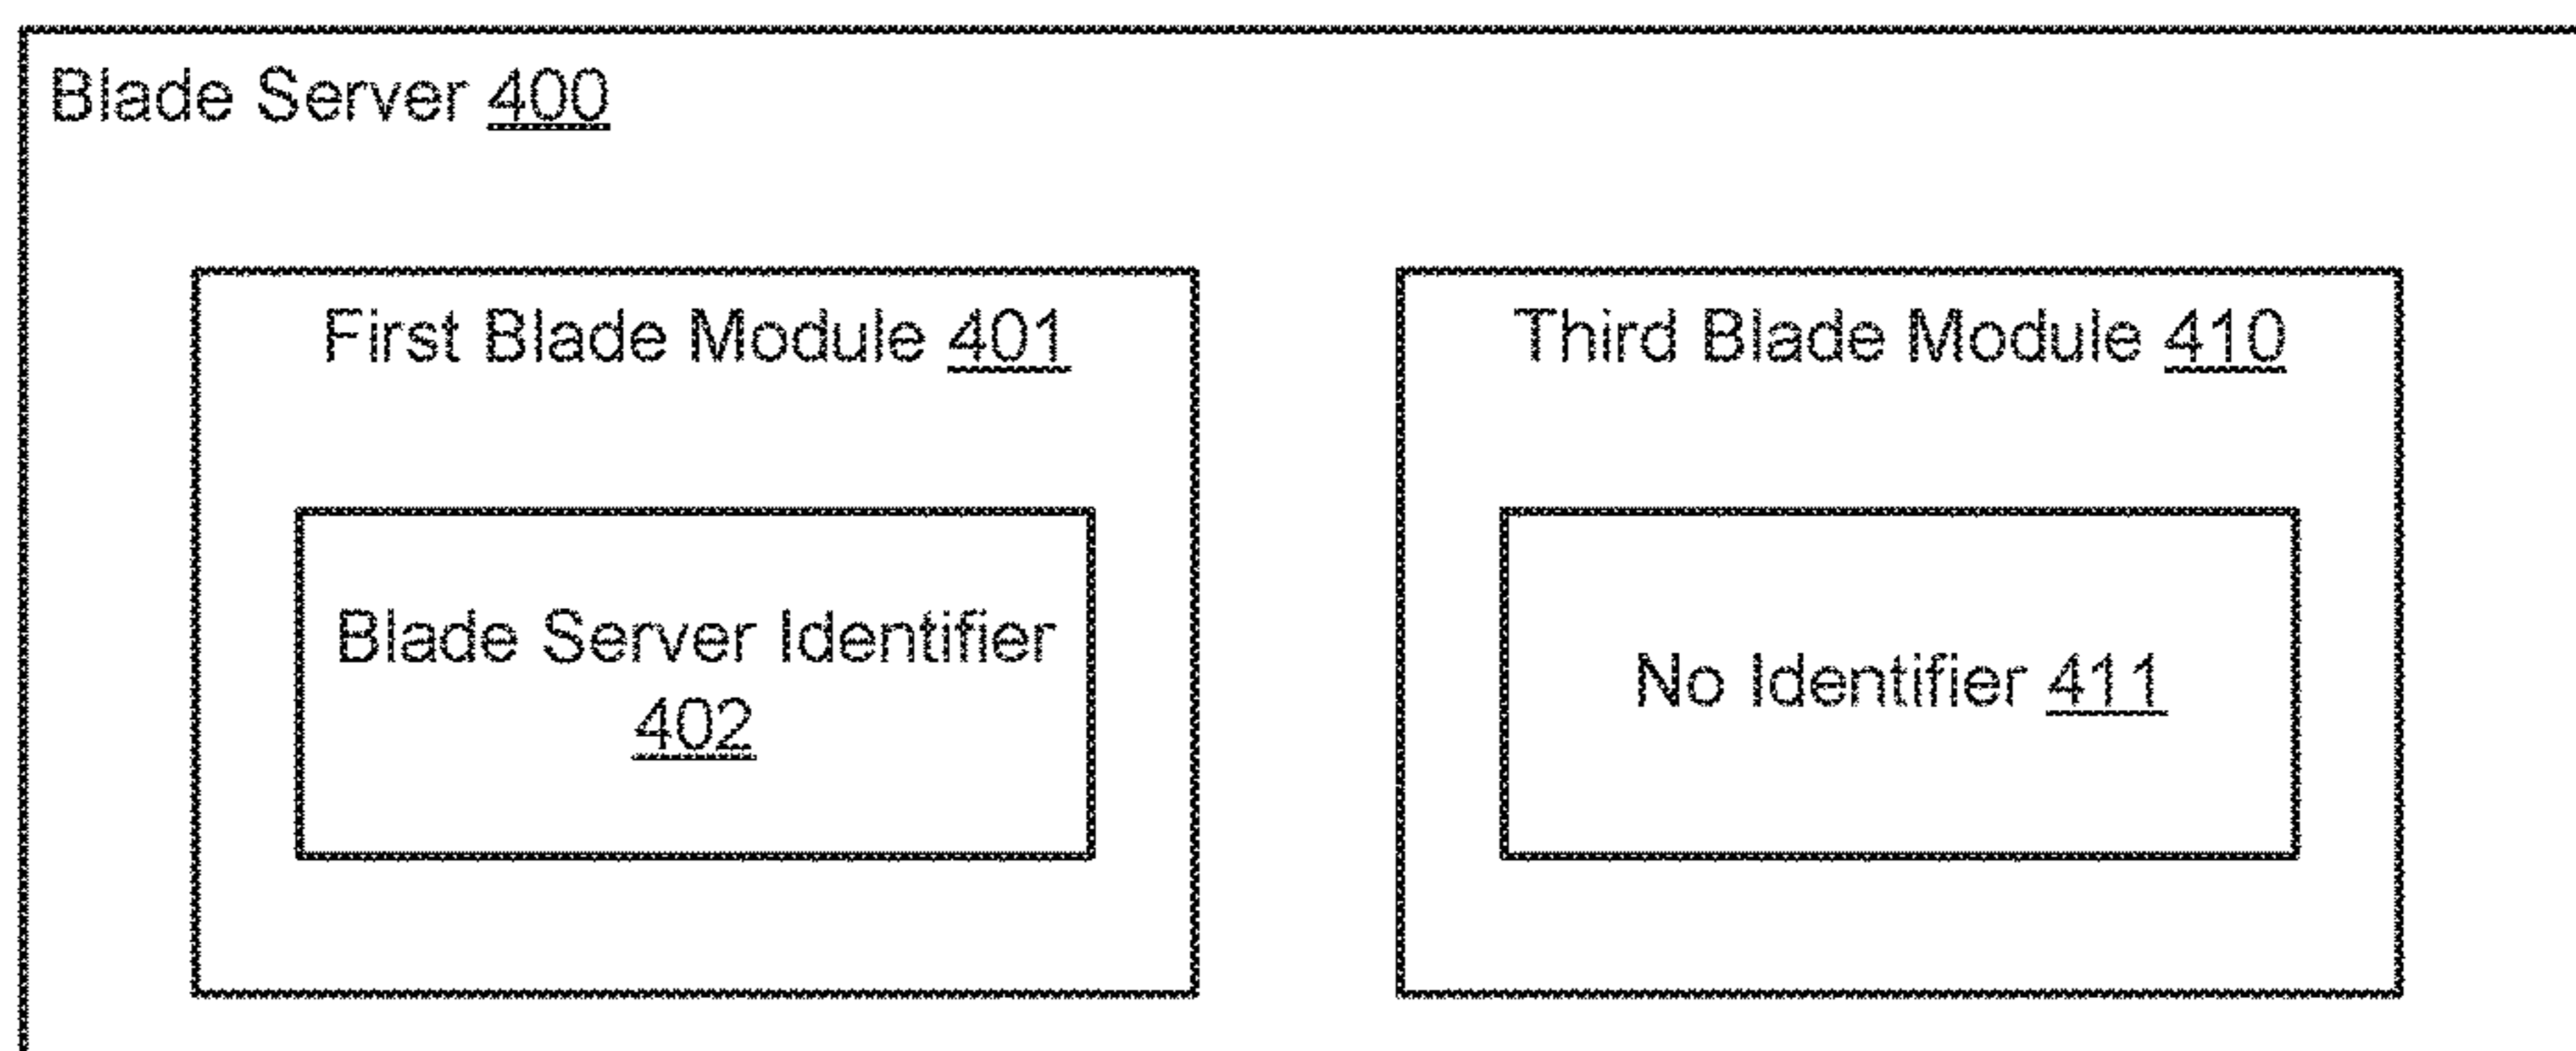 Blade Server 400
First Blade Module 401
Blade Server Identifier
402
Third Blade Module 410
No Identifier 411